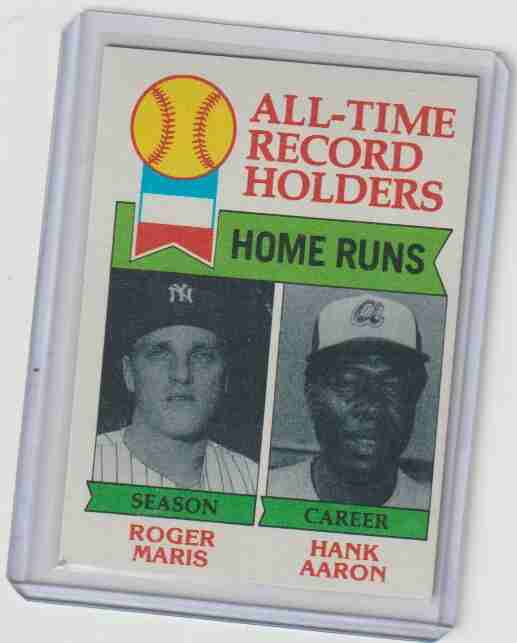 ALL-TIME
RECORD
HOLDERS
HOME RUNS
NY
a
SEASON
CAREER
ROGER
MARIS
HANK
AARON